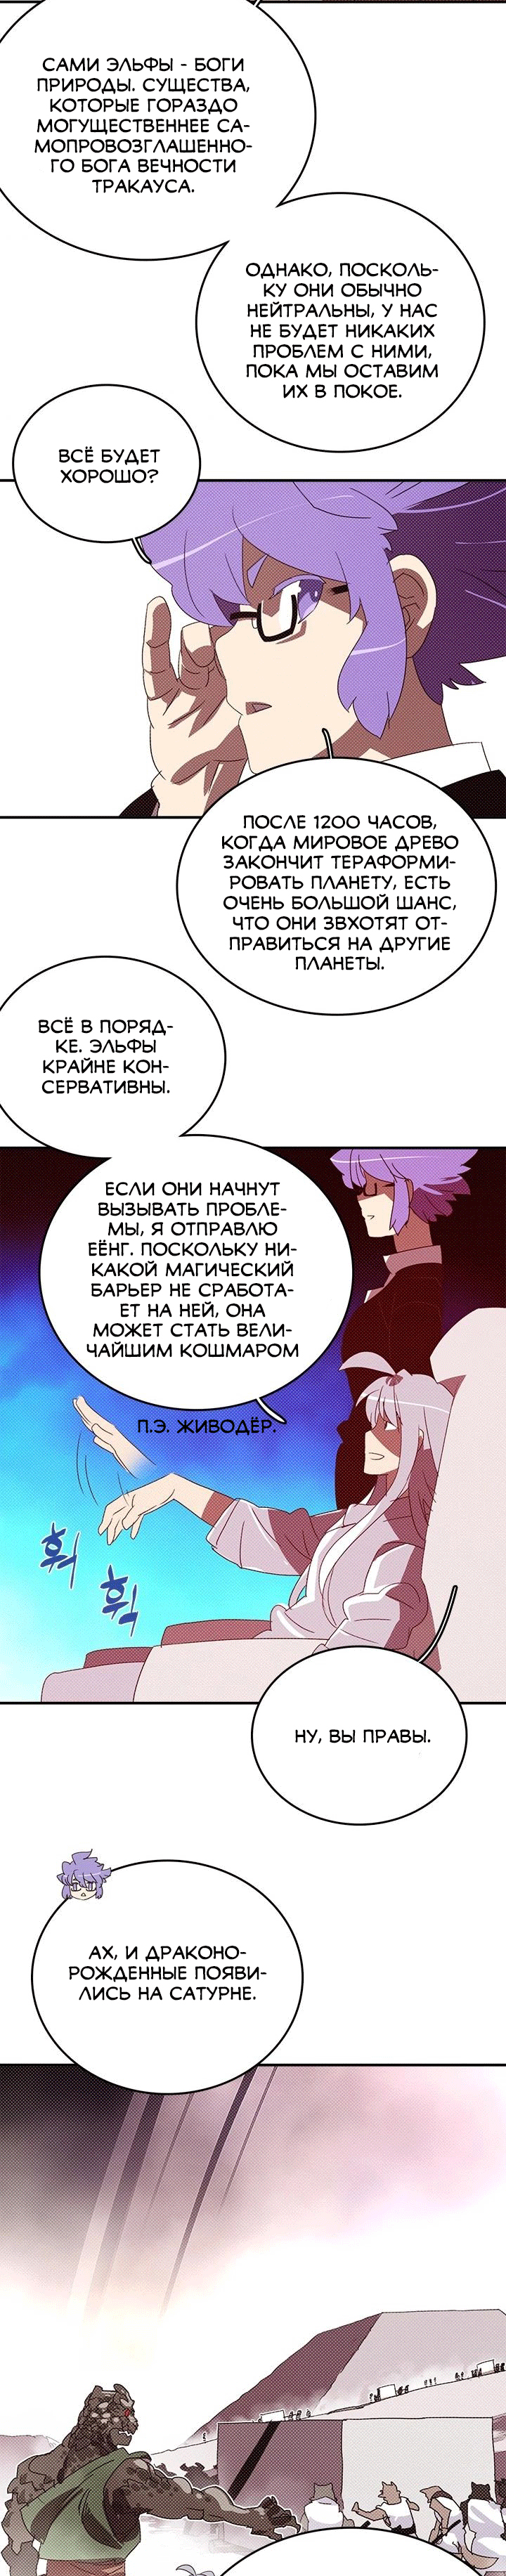 САМИ ЭЛЬФЫ - БОГИ
ПРИРОДЫ. СУЩЕСТВА,
КОТОРЫЕ ГОРАЗДО
МОГУЩЕСТВЕННЕЕ СА-
МОПРОВОЗГЛАШЕННО-
ГО БОГА ВЕЧНОСТИ
ТРАКАУСА.
ОДНАКО, ПОСКОЛЬ-
КУ ОНИ ОБЫЧНО
НЕЙТРАЛЬНЫ, У НАС
НЕ БУДЕТ НИКАКИХ
ПРОБЛЕМ С НИМИ,
ПОКА МЫ ОСТАВИМ
ИХ В ПОКОЕ.
ВСЁ БУДЕТ
ХОРОШО?
ПОСЛЕ 1200 ЧАСОВ,
КОГДА МИРОВОЕ ДРЕВО
ЗАКОНЧИТ ТЕРАФОРМИ-
РОВАТЬ ПЛАНЕТУ, ЕСТЬ
ОЧЕНЬ БОЛЬШОЙ ШАНС,
ЧТО ОНИ ЗВХОТЯТ ОТ-
ПРАВИТЬСЯ НА ДРУГИЕ
ПЛАНЕТЫ.
ВСЁ В ПОРЯД-
КЕ. ЭЛЬФЫ
КРАЙНЕ КОН-
СЕРВАТИВНЫ.
ЕСЛИ ОНИ НАЧНУТ
ВЫЗЫВАТЬ ПРОБЛЕ-
МЫ, Я ОТПРАВЛЮ
ЕЁНГ. ПОСКОЛЬКУ НИ-
КАКОЙ МАГИЧЕСКИЙ
БАРЬЕР НЕ СРАБОТА-
ЕТ НА НЕЙ, ОНА
МОЖЕТ СТАТЬ ВЕЛИ-
ЧАЙШИМ КОШМАРОМ
П.Э. ЖИВОДЁР.
휙
휙
НУ, ВЫ ПРАВЫ.
АХ, И ДРАКОНО-
РОЖДЕННЫЕ ПОЯВИ-
ЛИСЬ НА САТУРНЕ.